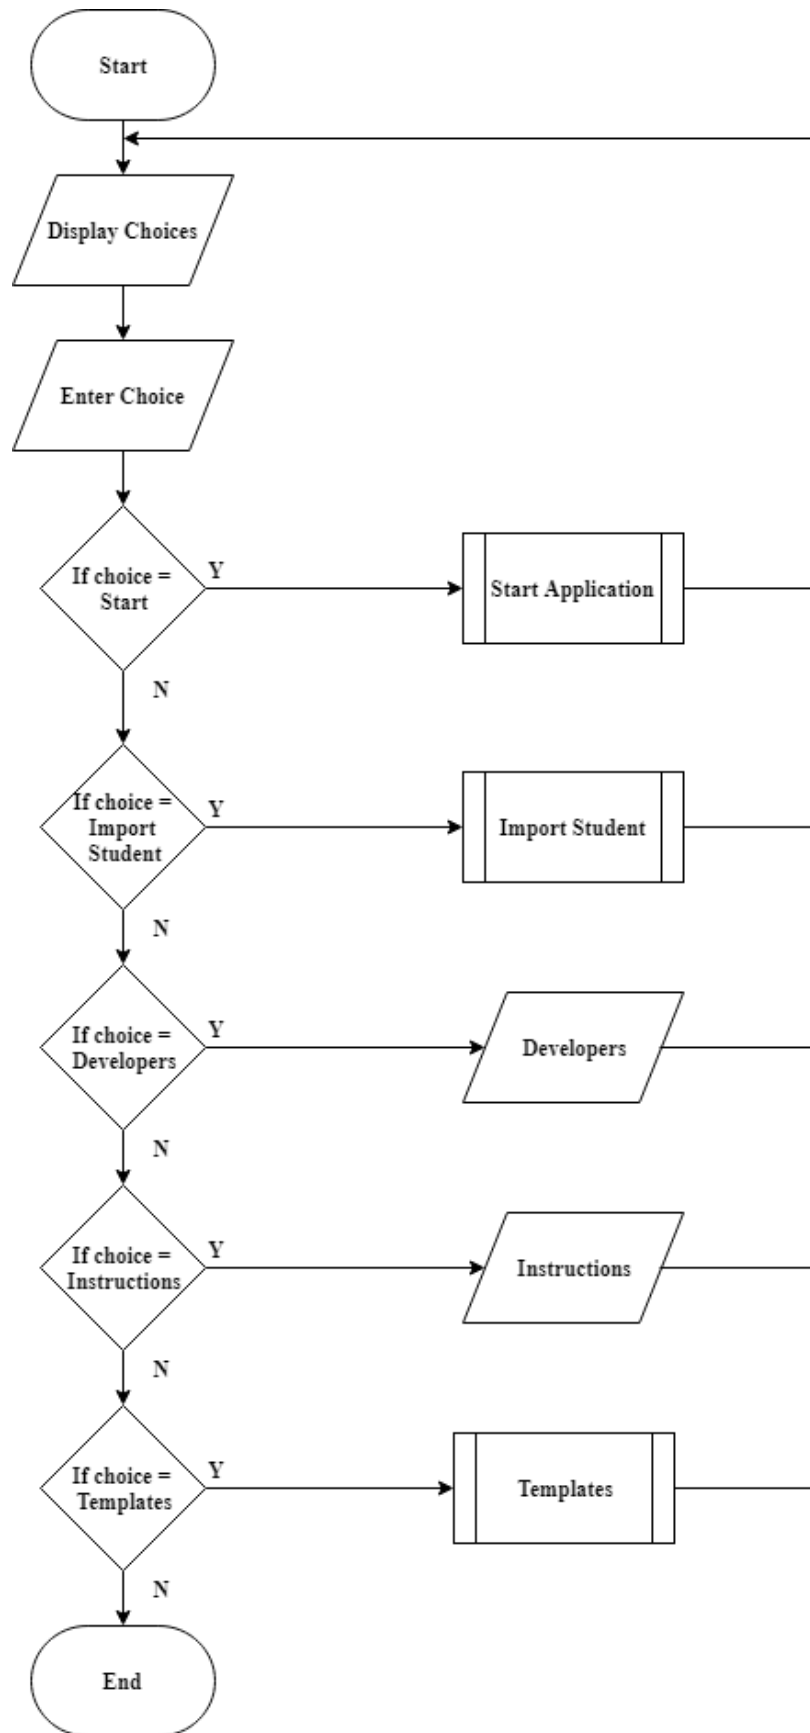 Start
Display Choices
Enter Choice
If choice =
Start
Y
Start Application
N
If choice =
Import
Student
Y
Import Student
N
If choice =
Developers
Y
Developers
N
If choice =
Instructions
Y
Instructions
N
If choice =
Templates
Y
Templates
N
End